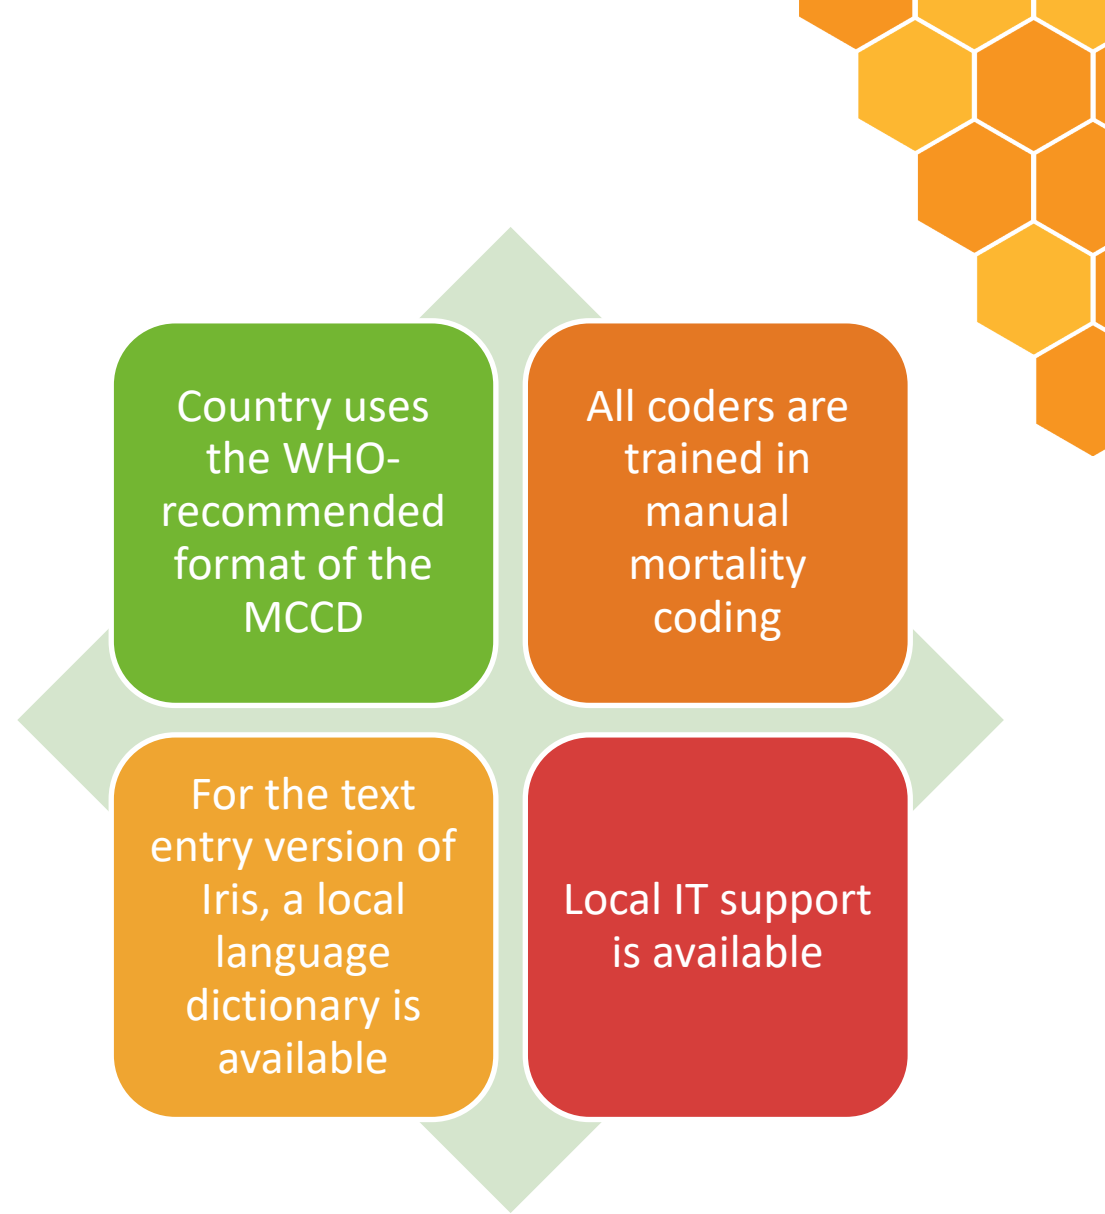 Country uses
the WHO-
recommended
format of the
MCCD
All coders are
trained in
manual
mortality
coding
For the text
entry version of
Iris, a local
language
dictionary is
available
Local IT support
is available